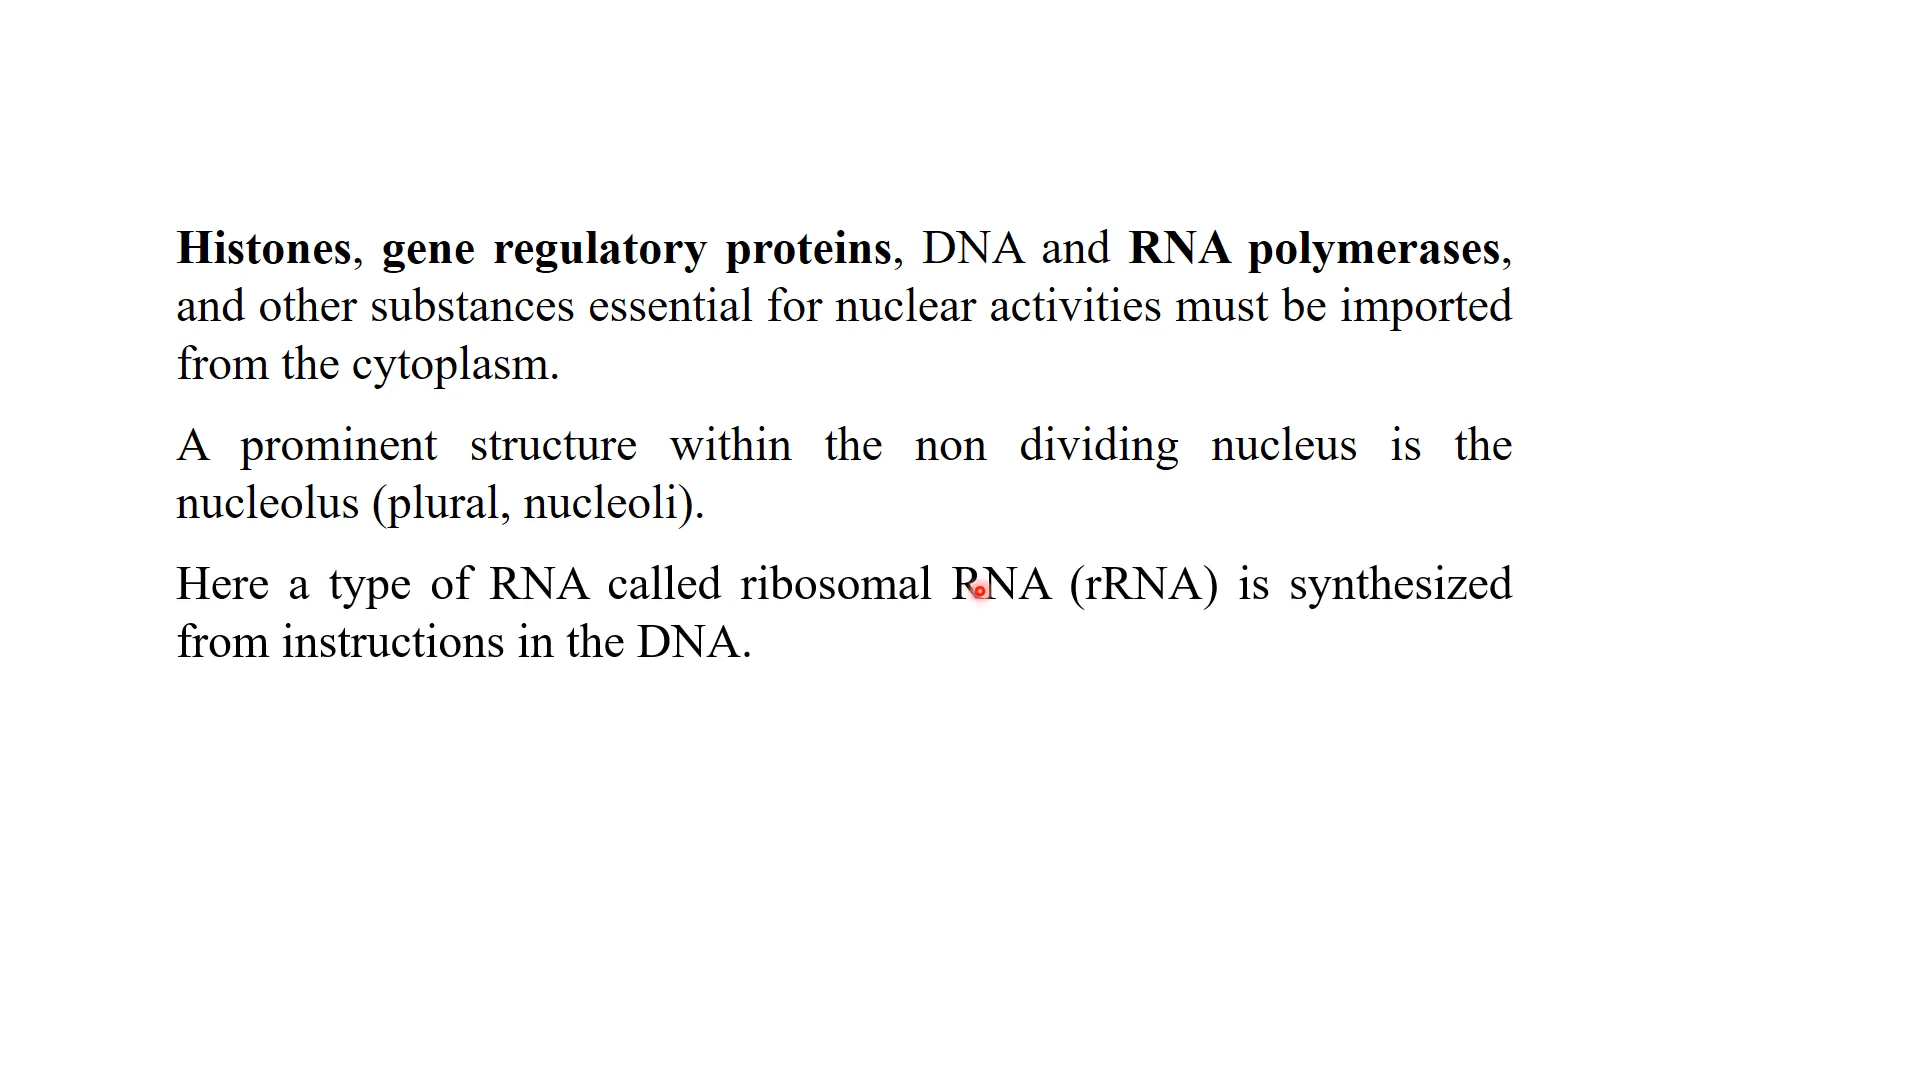 Histones, gene regulatory proteins, DNA and RNA polymerases,
and other substances essential for nuclear activities must be imported
from the cytoplasm.
A prominent structure within the non dividing nucleus is the
nucleolus (plural, nucleoli).
Here a type of RNA called ribosomal RNA (rRNA) is synthesized
from instructions in the DNA.